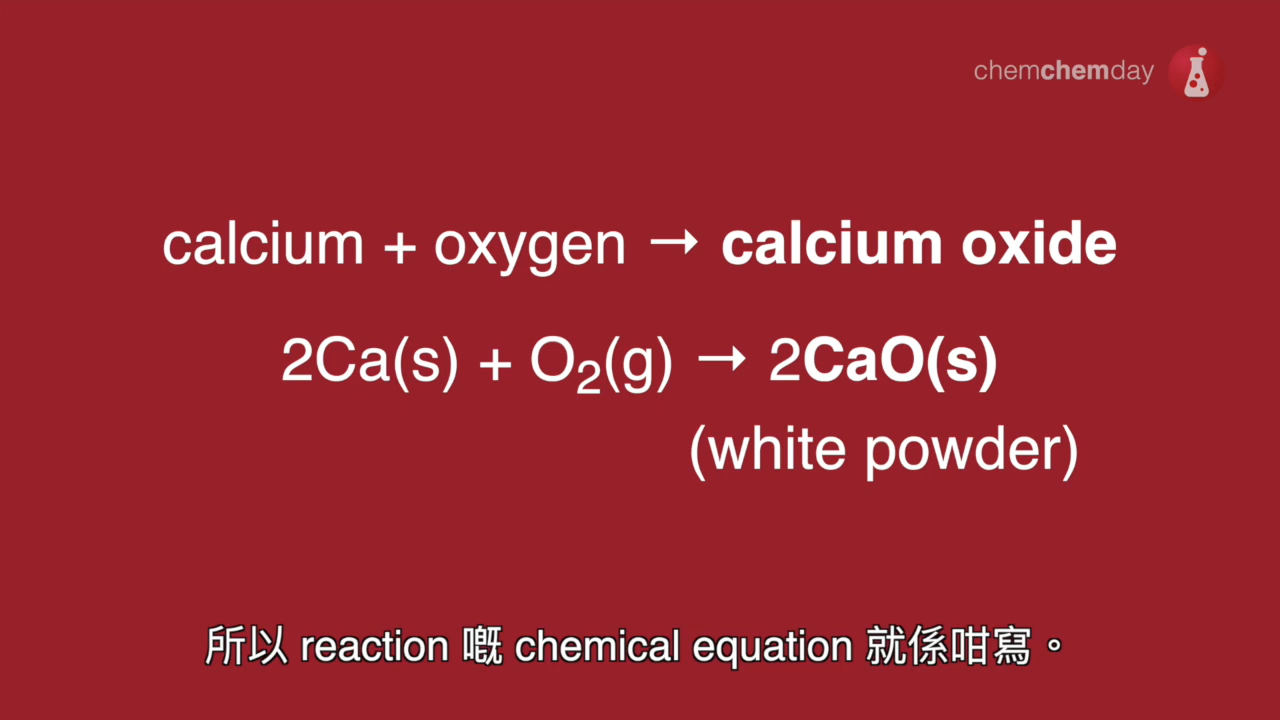 chemchemday
calcium + oxygen → calcium oxide
2Ca(s) + O₂(g) → 2CaO(s)
(white powder)
所以 reaction 嘅 chemical equation 就係咁寫。